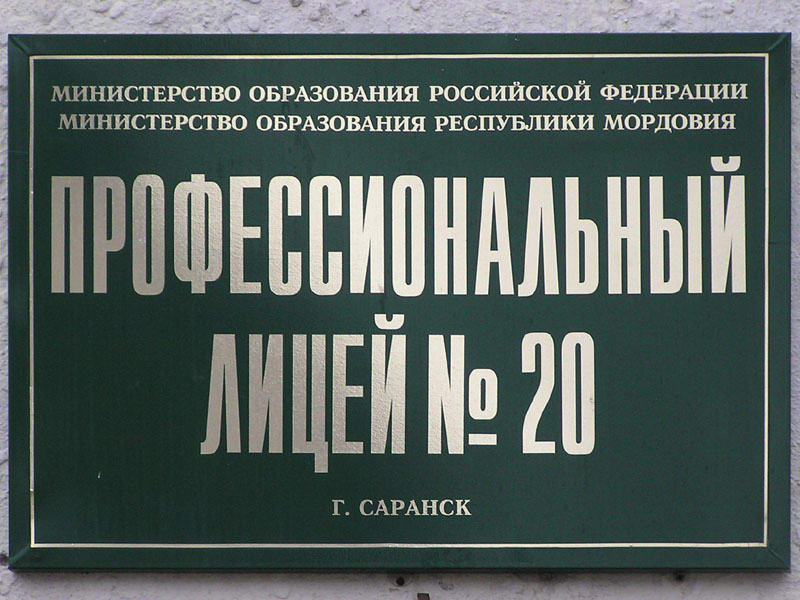 МИНИСТЕРСТВО ОБРАЗОВАНИЯ РОССИЙСКОЙ ФЕДЕРАЦИИ
МИНИСТЕРСТВО ОБРАЗОВАНИЯ РЕСПУБЛИКИ МОРДОВИЯ
ПРОФЕССИОНАЛЬНЫЙ
ЛИЦЕЙ № 20
Г. САРАНСК